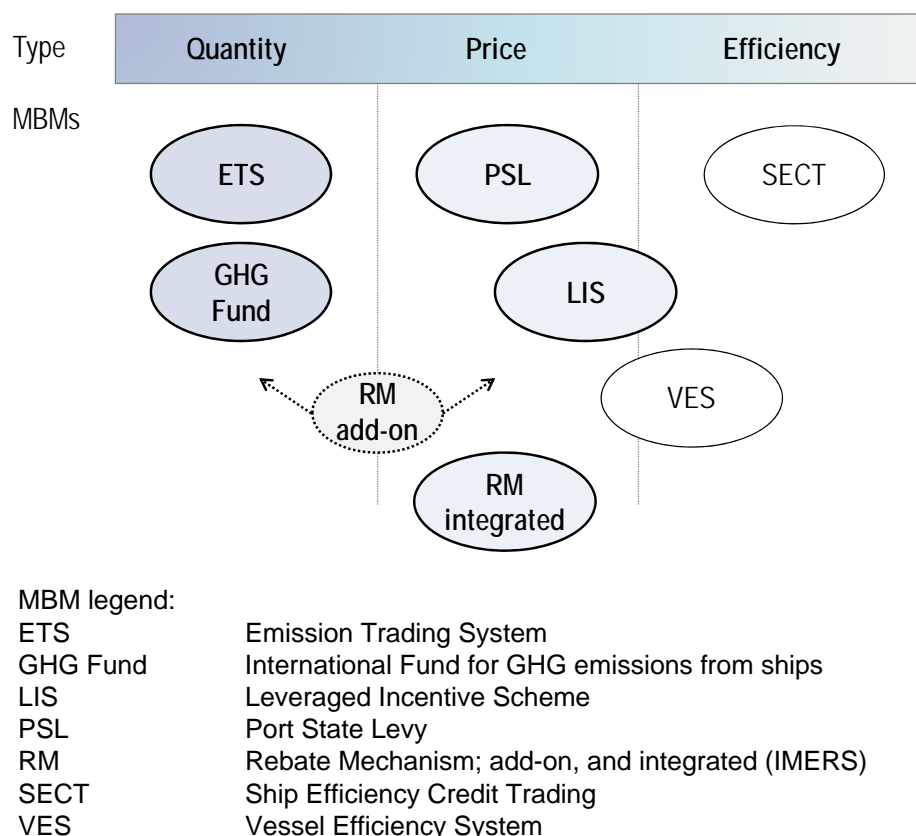 Type Quantity Price Efficiency
MBMs
ETS PSL SECT
GHG
Fund
LIS
RM
add-on
VES
RM
integrated
MBM legend:
ETS Emission Trading System
GHG Fund International Fund for GHG emissions from ships
LIS Leveraged Incentive Scheme
PSL Port State Levy
RM Rebate Mechanism; add-on, and integrated (IMERS)
SECT Ship Efficiency Credit Trading
VES Vessel Efficiency System